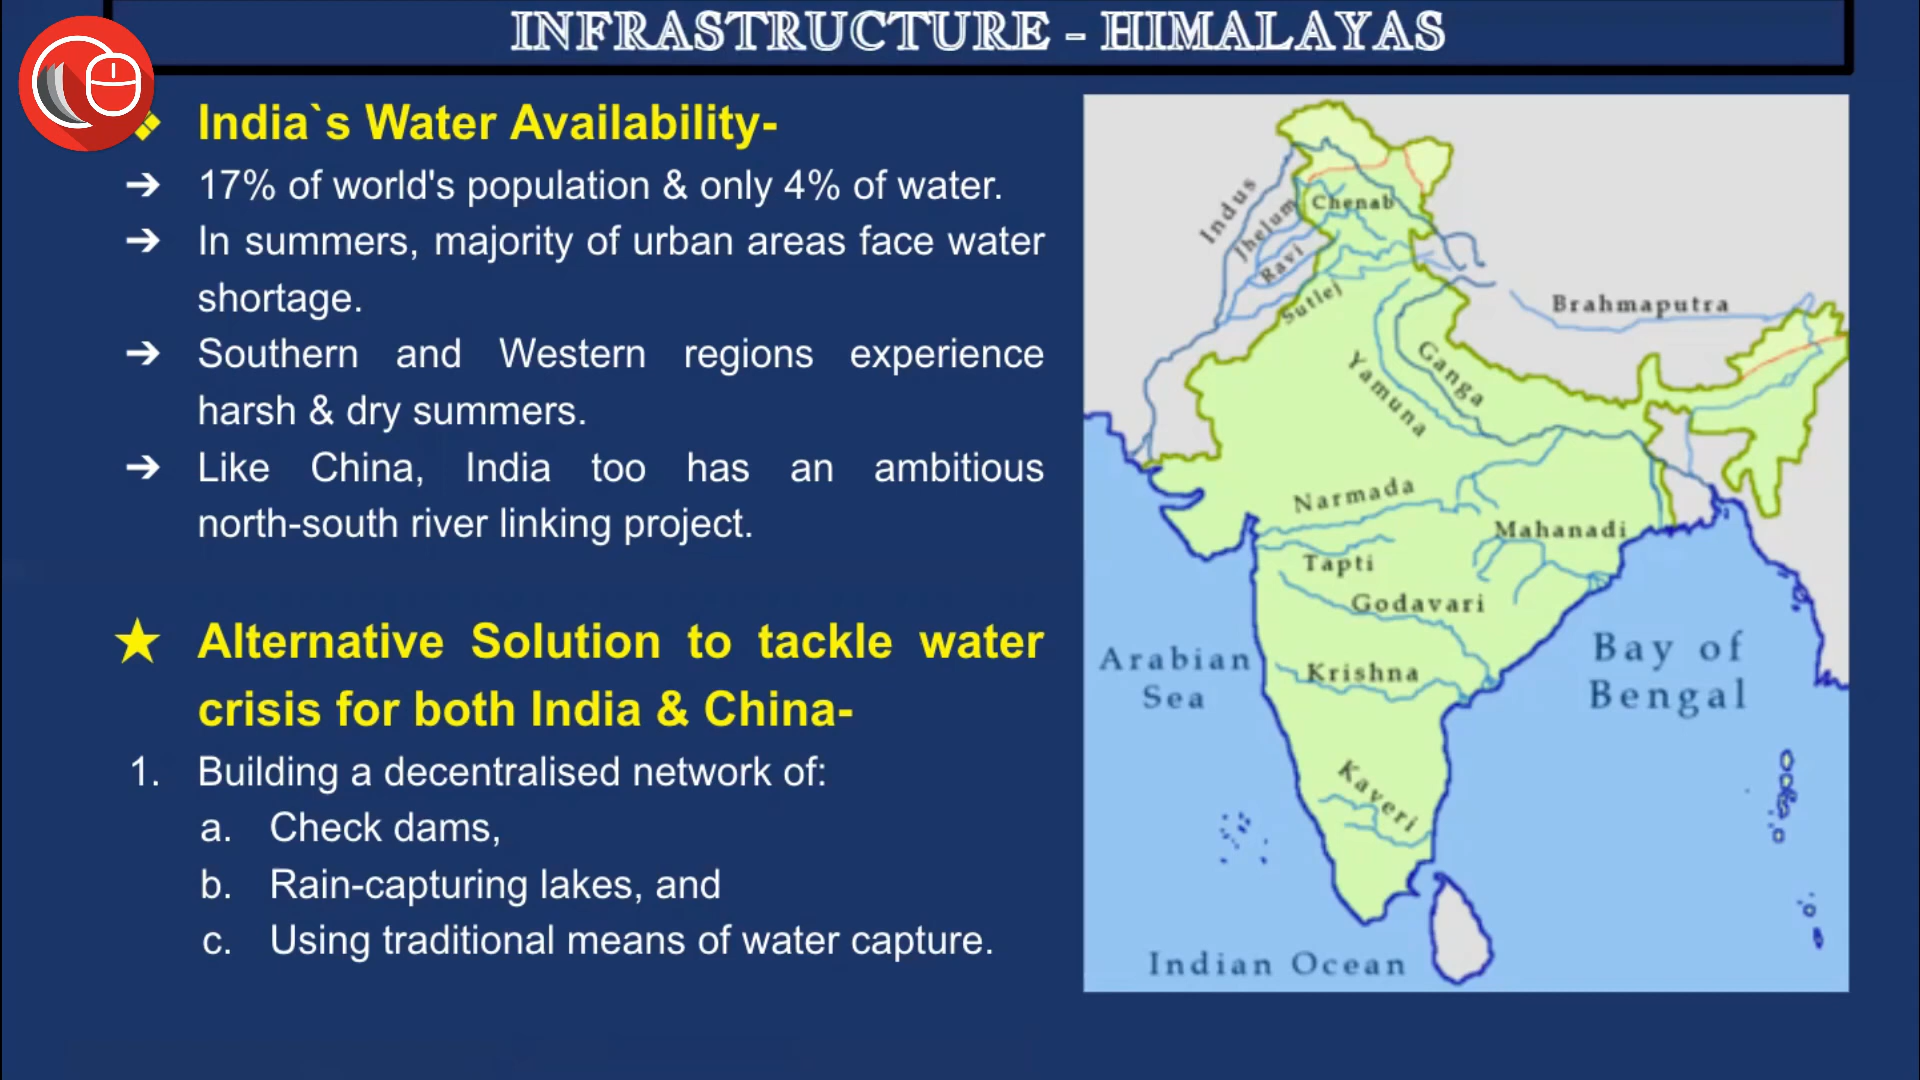 INFRASTRUCTURE - HIMALAYAS
❖ India`s Water Availability-
➔ 17% of world's population & only 4% of water.
➔ In summers, majority of urban areas face water
shortage.
➔ Southern and Western regions experience
harsh & dry summers.
➔ Like China, India too has an ambitious
north-south river linking project.
★ Alternative Solution to tackle water
crisis for both India & China-
1. Building a decentralised network of:
a. Check dams,
b. Rain-capturing lakes, and
c. Using traditional means of water capture.
Indus
Jhelum
Chenab
Ravi
Sutlej
Brahmaputra
Ganga
Yamuna
Narmada
Mahanadi
Tapti
Godavari
Arabian
Sea
Krishna
Bay of
Bengal
Kaveri
Indian Ocean